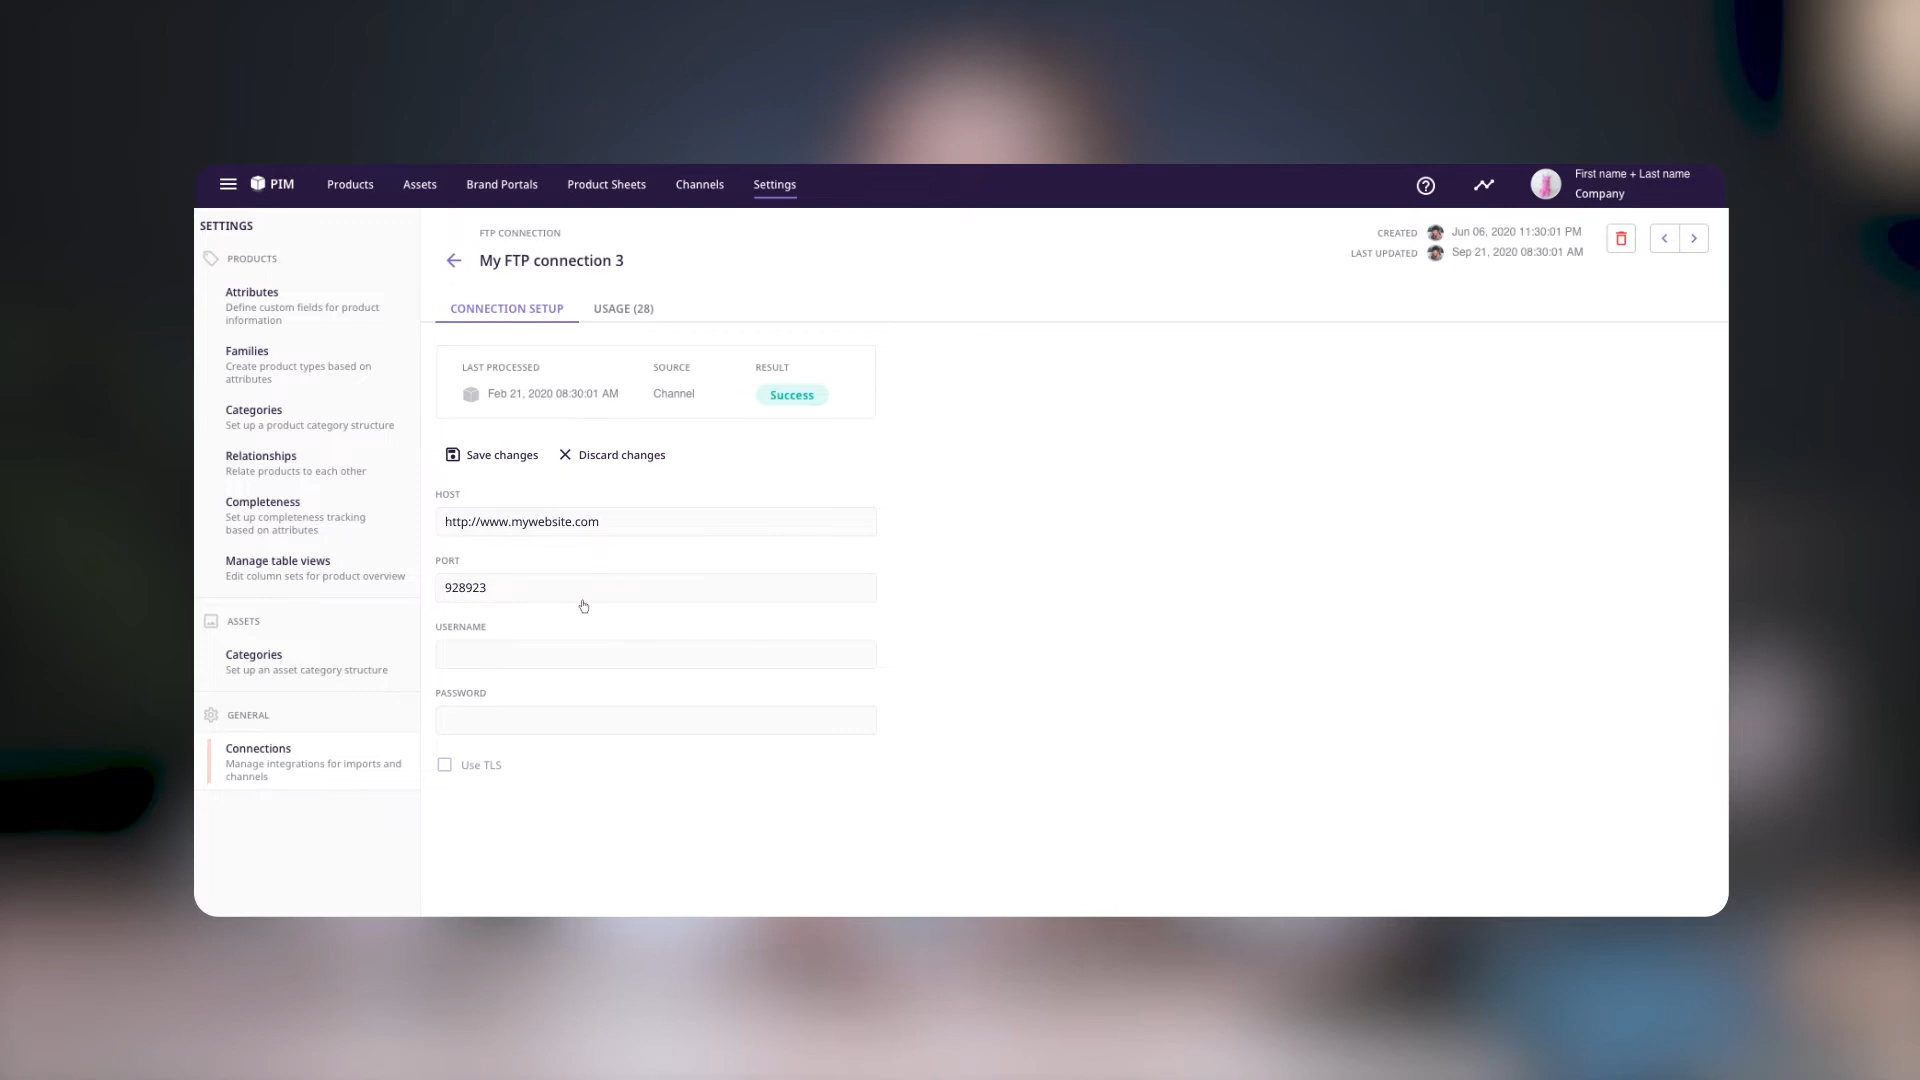 PIM
Products
Assets
Brand Portals
Product Sheets
Channels
Settings
First name + Last name
Company
SETTINGS
PRODUCTS
Attributes
Define custom fields for product
information
Families
Create product types based on
attributes
Categories
Set up a product category structure
Relationships
Relate products to each other
Completeness
Set up completeness tracking
based on attributes
Manage table views
Edit column sets for product overview
ASSETS
Categories
Set up an asset category structure
GENERAL
Connections
Manage integrations for imports and
channels
FTP CONNECTION
My FTP connection 3
CREATED Jun 06, 2020 11:30:01 PM
LAST UPDATED Sep 21, 2020 08:30:01 AM
CONNECTION SETUP
USAGE (28)
LAST PROCESSED
SOURCE
RESULT
Feb 21, 2020 08:30:01 AM
Channel
Success
Save changes
Discard changes
HOST
http://www.mywebsite.com
PORT
928923
USERNAME
PASSWORD
Use TLS